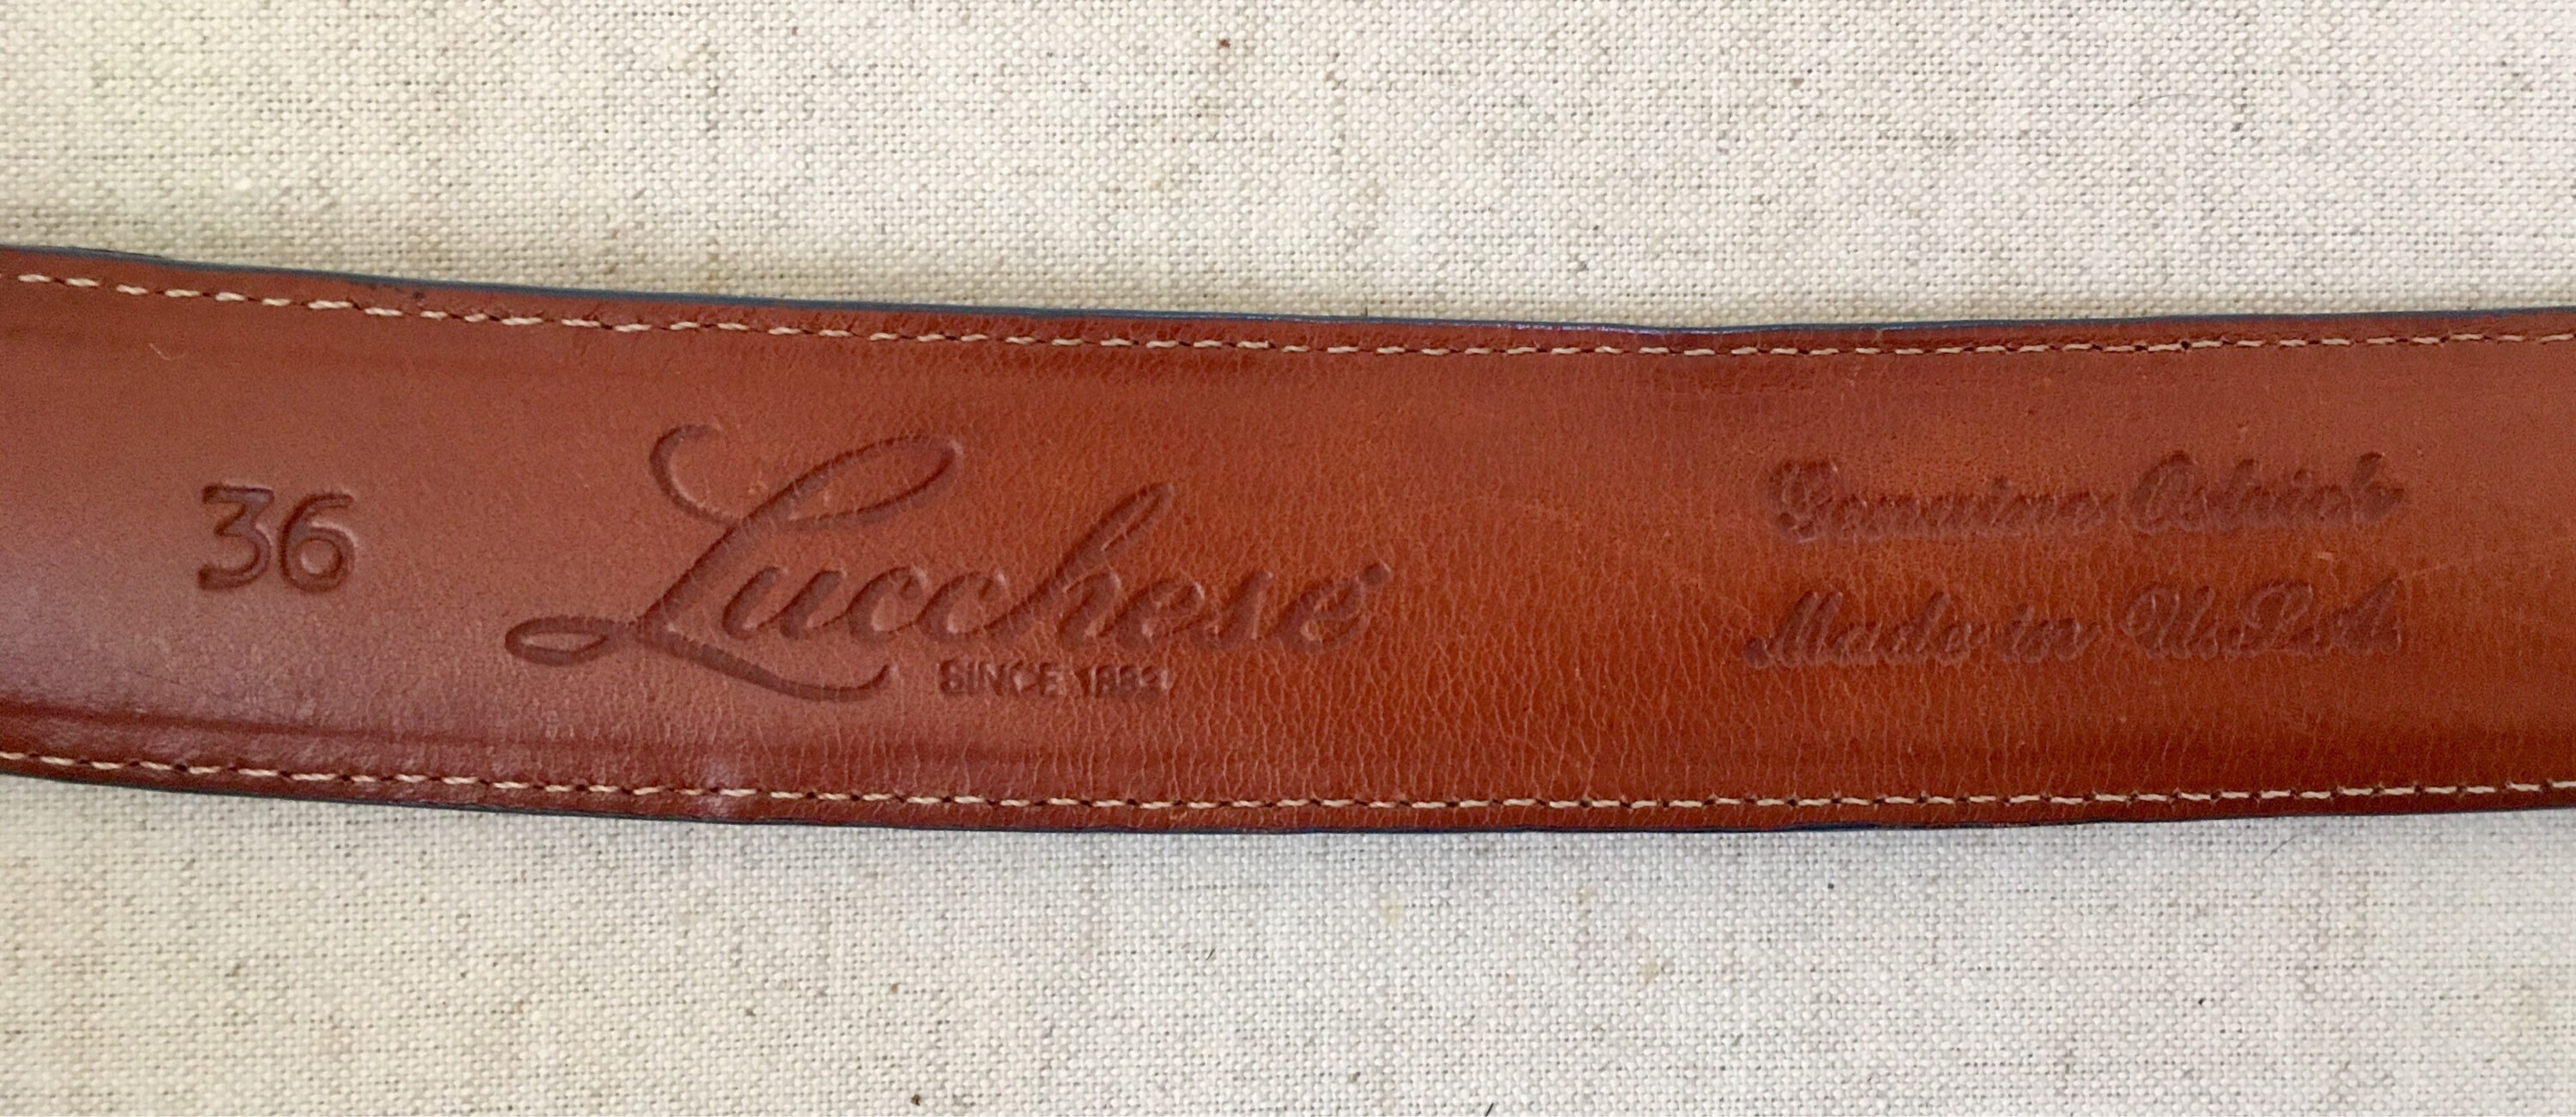 36
Lucchese
SINCE 1883
Genuine Ostrich
Made in U.S.A.